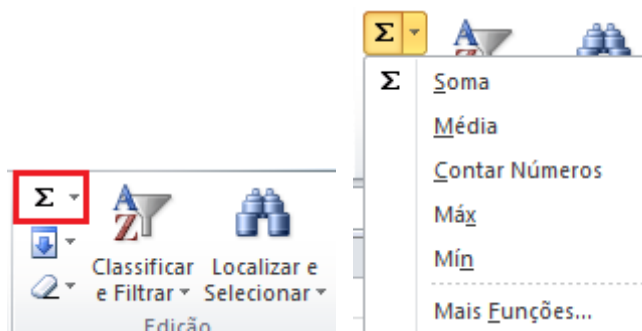 Σ
A
Z
Classificar
e Filtrar
Localizar e
Selecionar
Edição
Σ
A
Σ Soma
Média
Contar Números
Máx
Mín
Mais Funções...